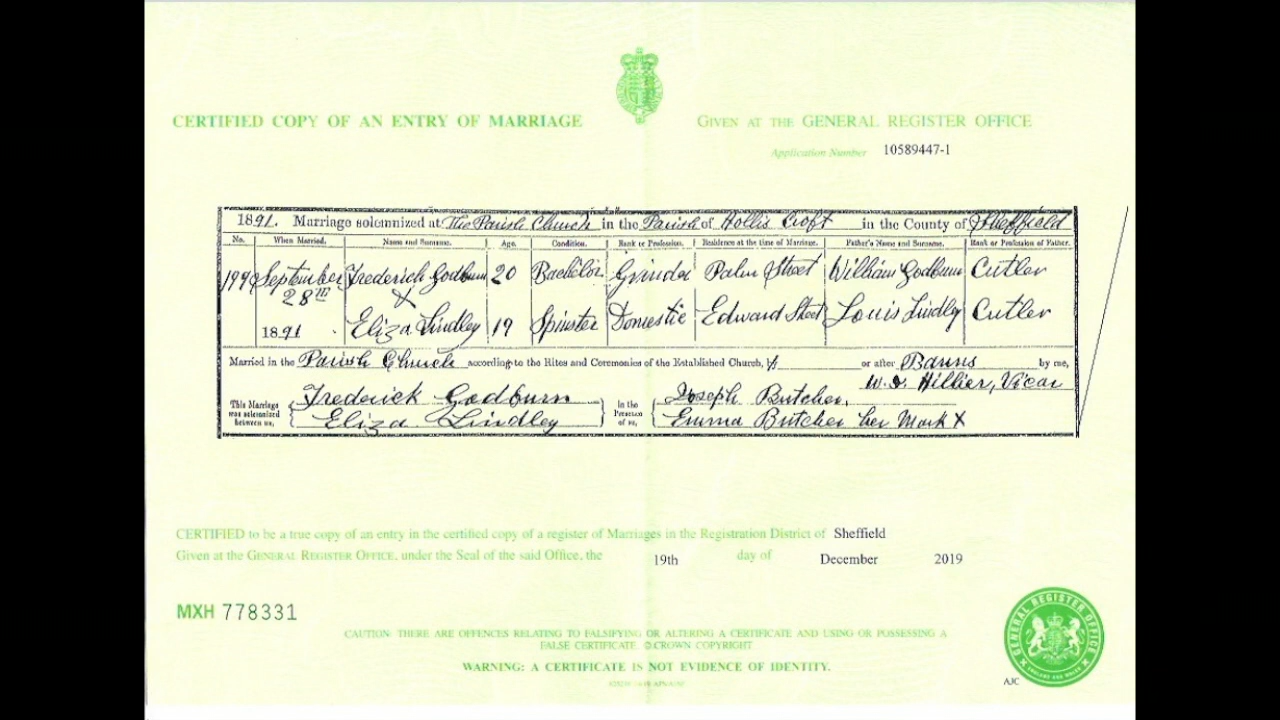 CERTIFIED COPY OF AN ENTRY OF MARRIAGE
GIVEN AT THE GENERAL REGISTER OFFICE
Application Number 10589447-1
1891. Marriage solemnized at The Parish Church in the Parish of Hollis Croft in the County of Sheffield
No. When Married. Name and Surname. Age. Condition. Rank or Profession. Residence at the time of Marriage. Father's Name and Surname. Rank or Profession of Father.
199 September Frederick Godburn 20 Bachelor Grinder Palm Street William Godburn Cutler
28th X
1891 Eliza Lindley 19 Spinster Domestic Edward Street Louis Lindley Cutler
Married in the Parish Church according to the Rites and Ceremonies of the Established Church, or after Banns by me,
W. D. Hillier, Vicar
This Marriage was solemnized between us, Frederick Godburn In the Presence of us, Joseph Butcher,
Eliza Lindley Emma Butcher her Mark X
CERTIFIED to be a true copy of an entry in the certified copy of a register of Marriages in the Registration District of Sheffield
Given at the GENERAL REGISTER OFFICE, under the Seal of the said Office, the 19th day of December 2019
MXH 778331
CAUTION: THERE ARE OFFENCES RELATING TO FALSIFYING OR ALTERING A CERTIFICATE AND USING OR POSSESSING A
FALSE CERTIFICATE. © CROWN COPYRIGHT
WARNING: A CERTIFICATE IS NOT EVIDENCE OF IDENTITY.
GENERAL REGISTER OFFICE
ENGLAND AND WALES
AJC